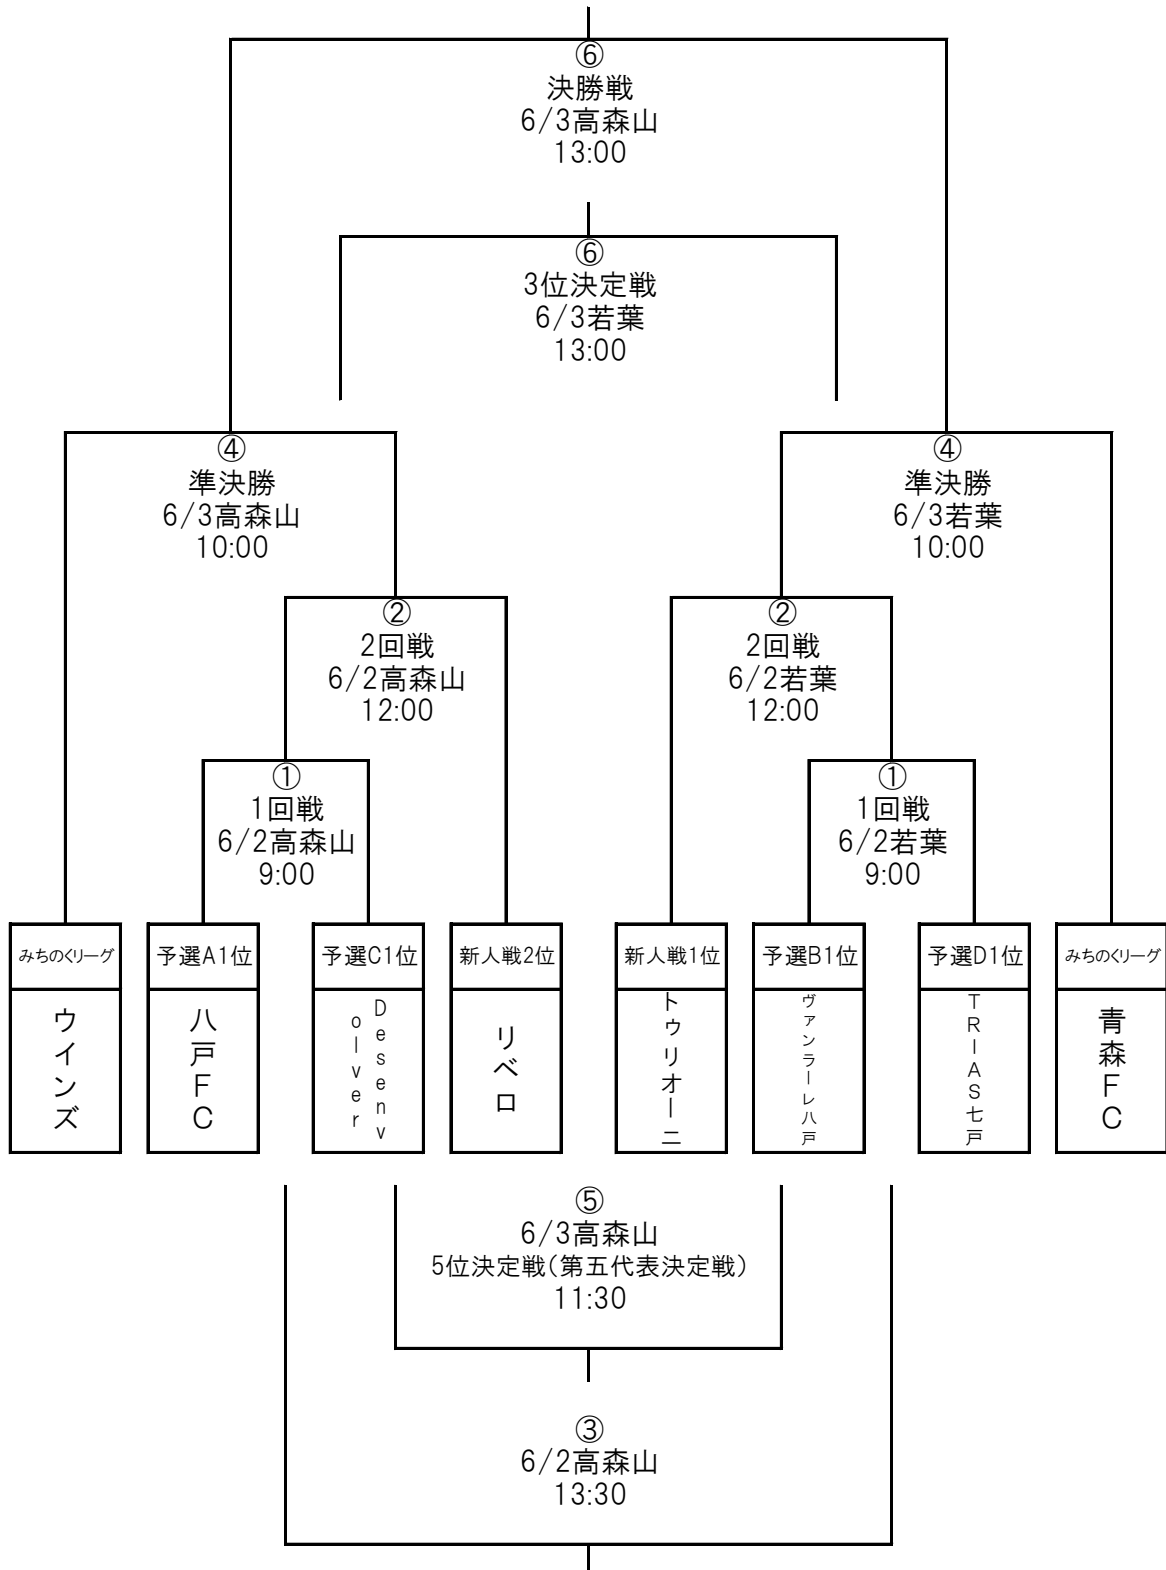 ⑥
決勝戦
6/3高森山
13:00
⑥
3位決定戦
6/3若葉
13:00
④
準決勝
6/3高森山
10:00
④
準決勝
6/3若葉
10:00
②
2回戦
6/2高森山
12:00
②
2回戦
6/2若葉
12:00
①
1回戦
6/2高森山
9:00
①
1回戦
6/2若葉
9:00
みちのくリーグ
ウインズ
予選A1位
八戸FC
予選C1位
Desenv
olver
新人戦2位
リベロ
新人戦1位
トゥリオーニ
予選B1位
ヴァンラーレ八戸
予選D1位
TRIAS七戸
みちのくリーグ
青森FC
⑤
6/3高森山
5位決定戦(第五代表決定戦)
11:30
③
6/2高森山
13:30